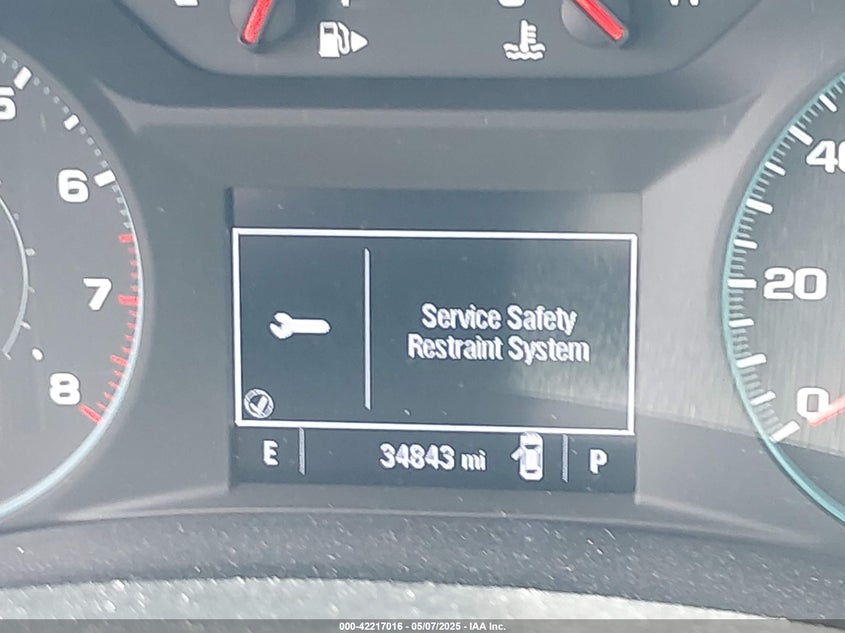 5
6
7
8
40
20
0
Service Safety
Restraint System
E
34843 mi
P
000-42217016 - 05/07/2025 - IAA Inc.